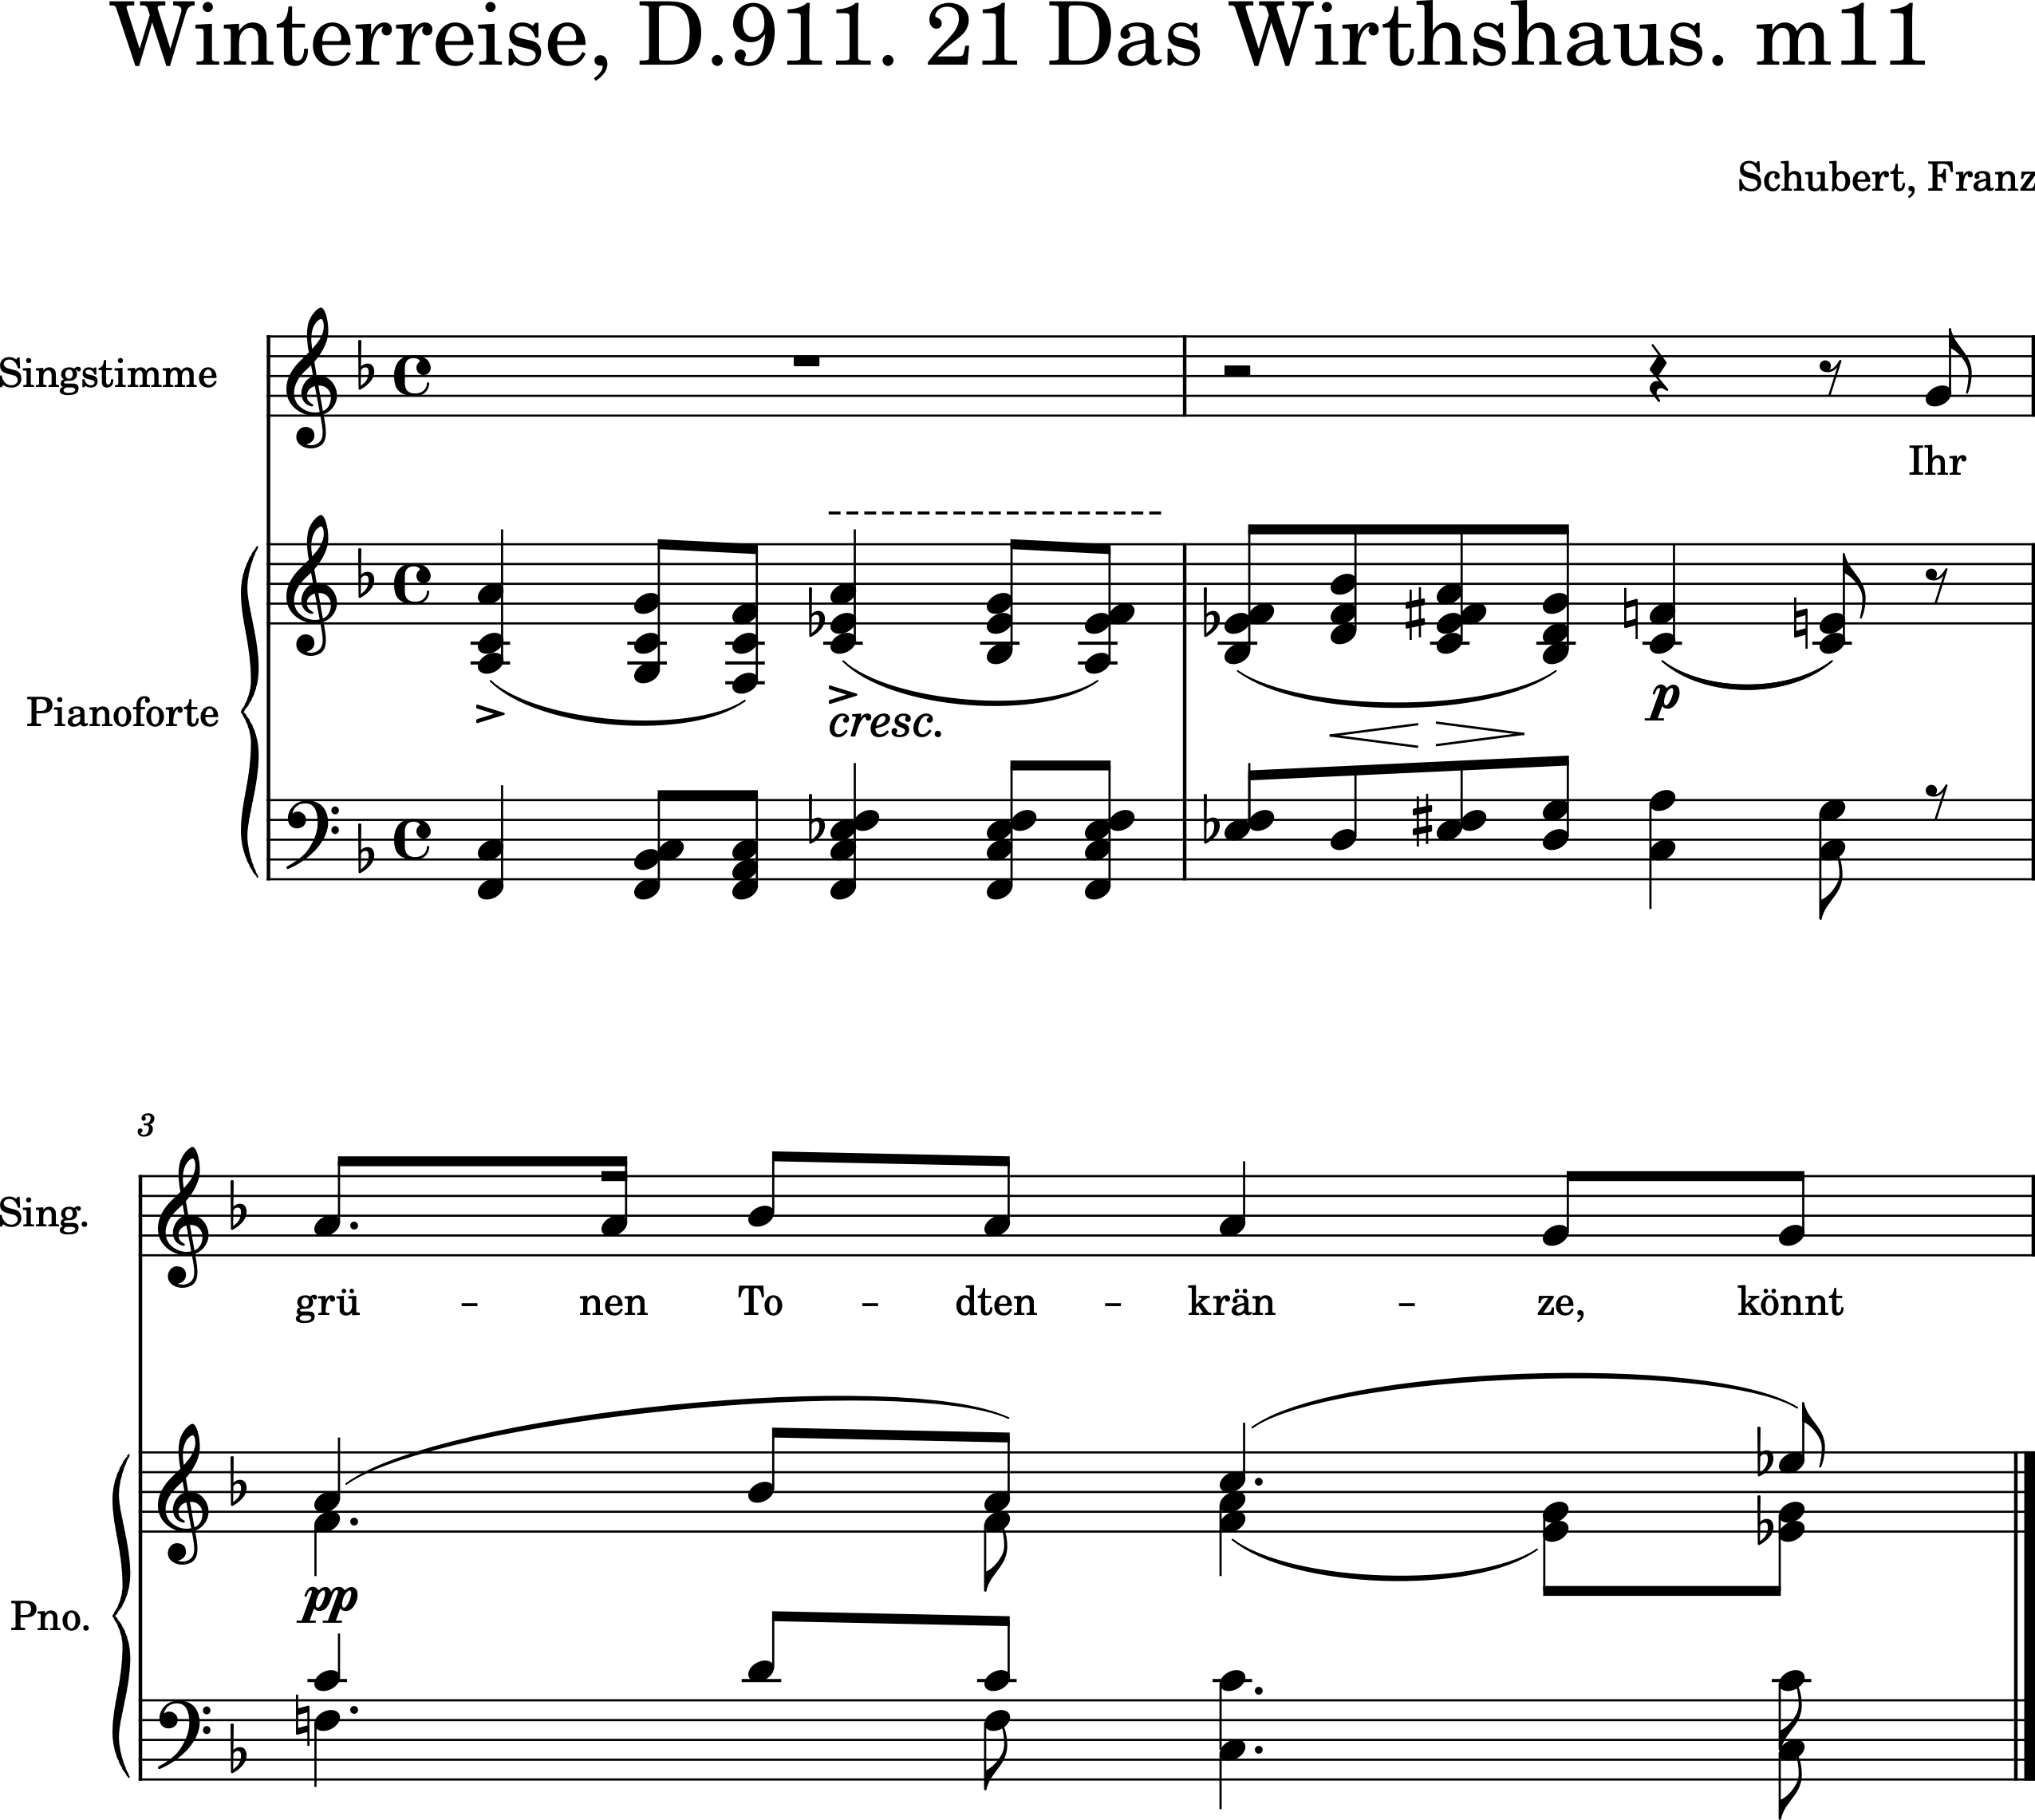 Winterreise, D.911. 21 Das Wirthshaus. m11
Schubert, Franz
Singstimme
Ihr
Pianoforte
cresc.
p
3
Sing.
grü – nen To – dten – krän – ze, könnt
Pno.
pp